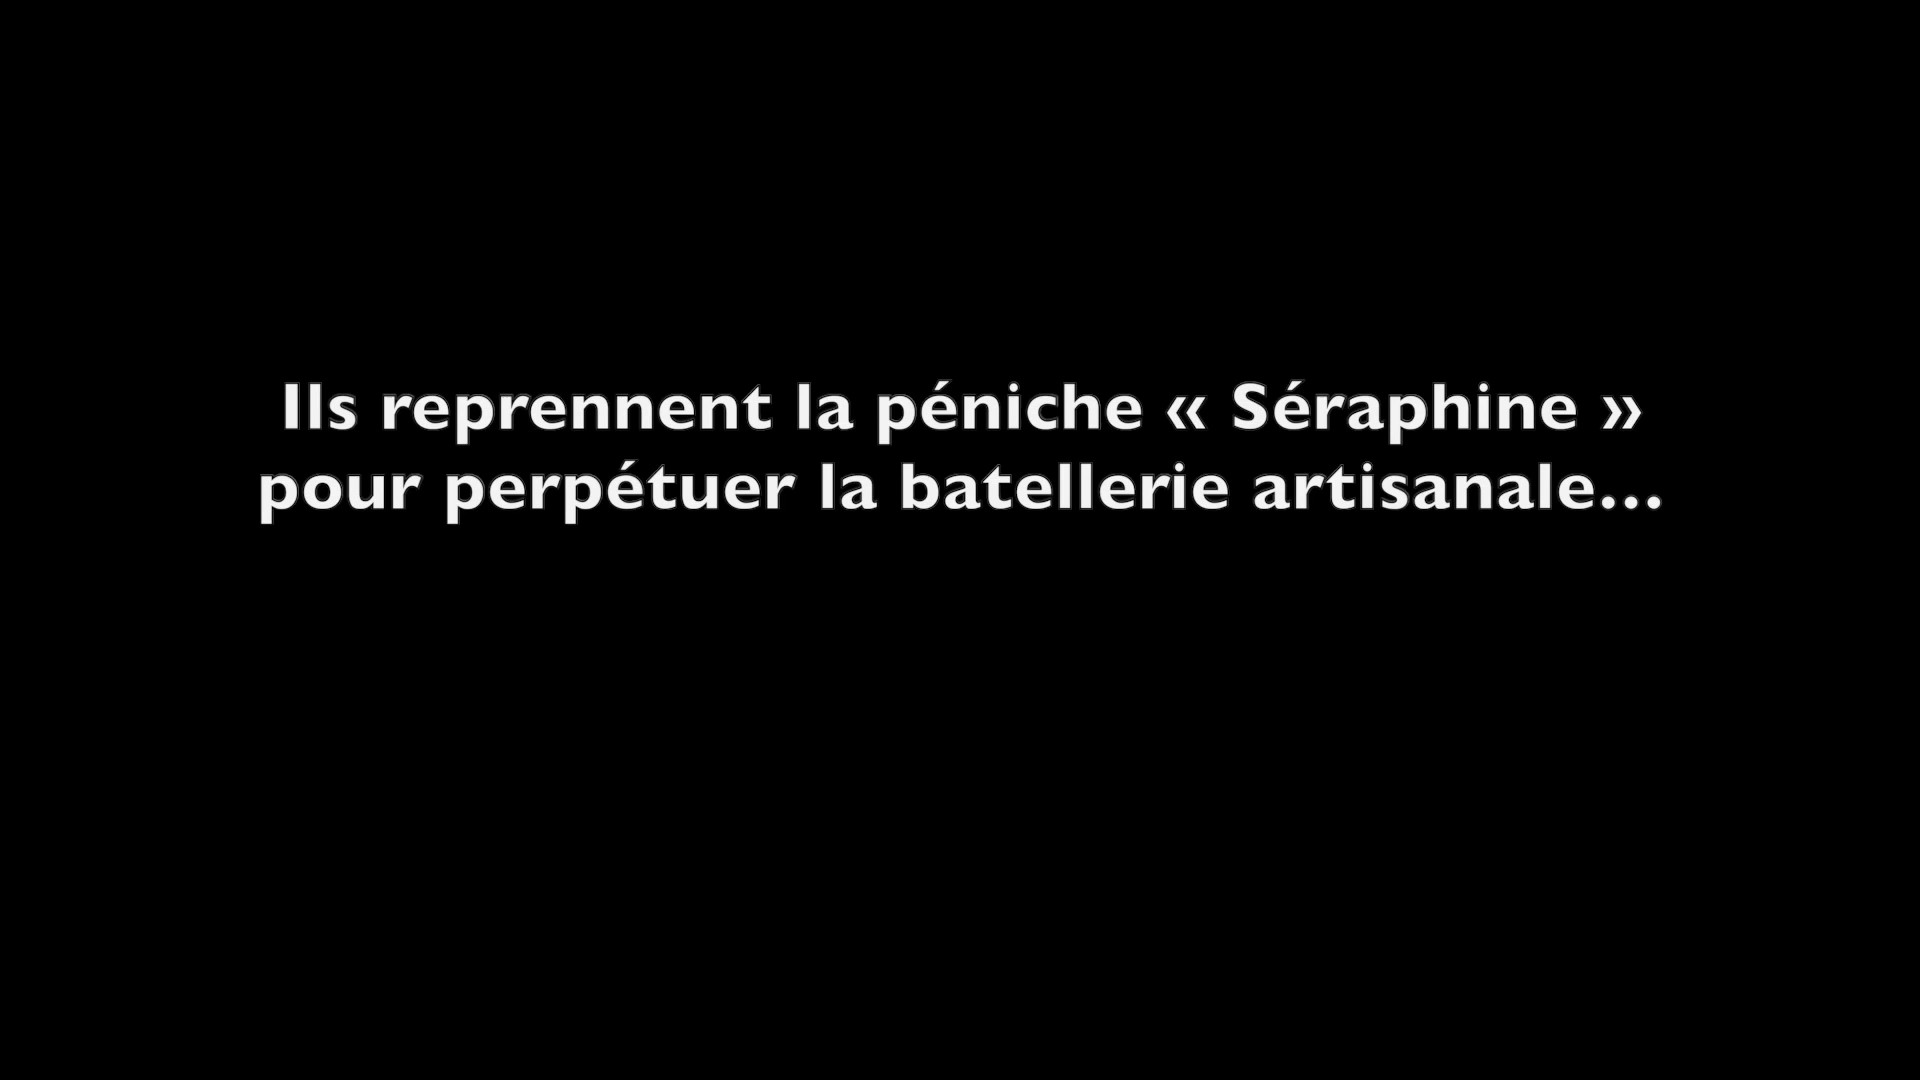 Ils reprennent la péniche « Séraphine »
pour perpétuer la batellerie artisanale...